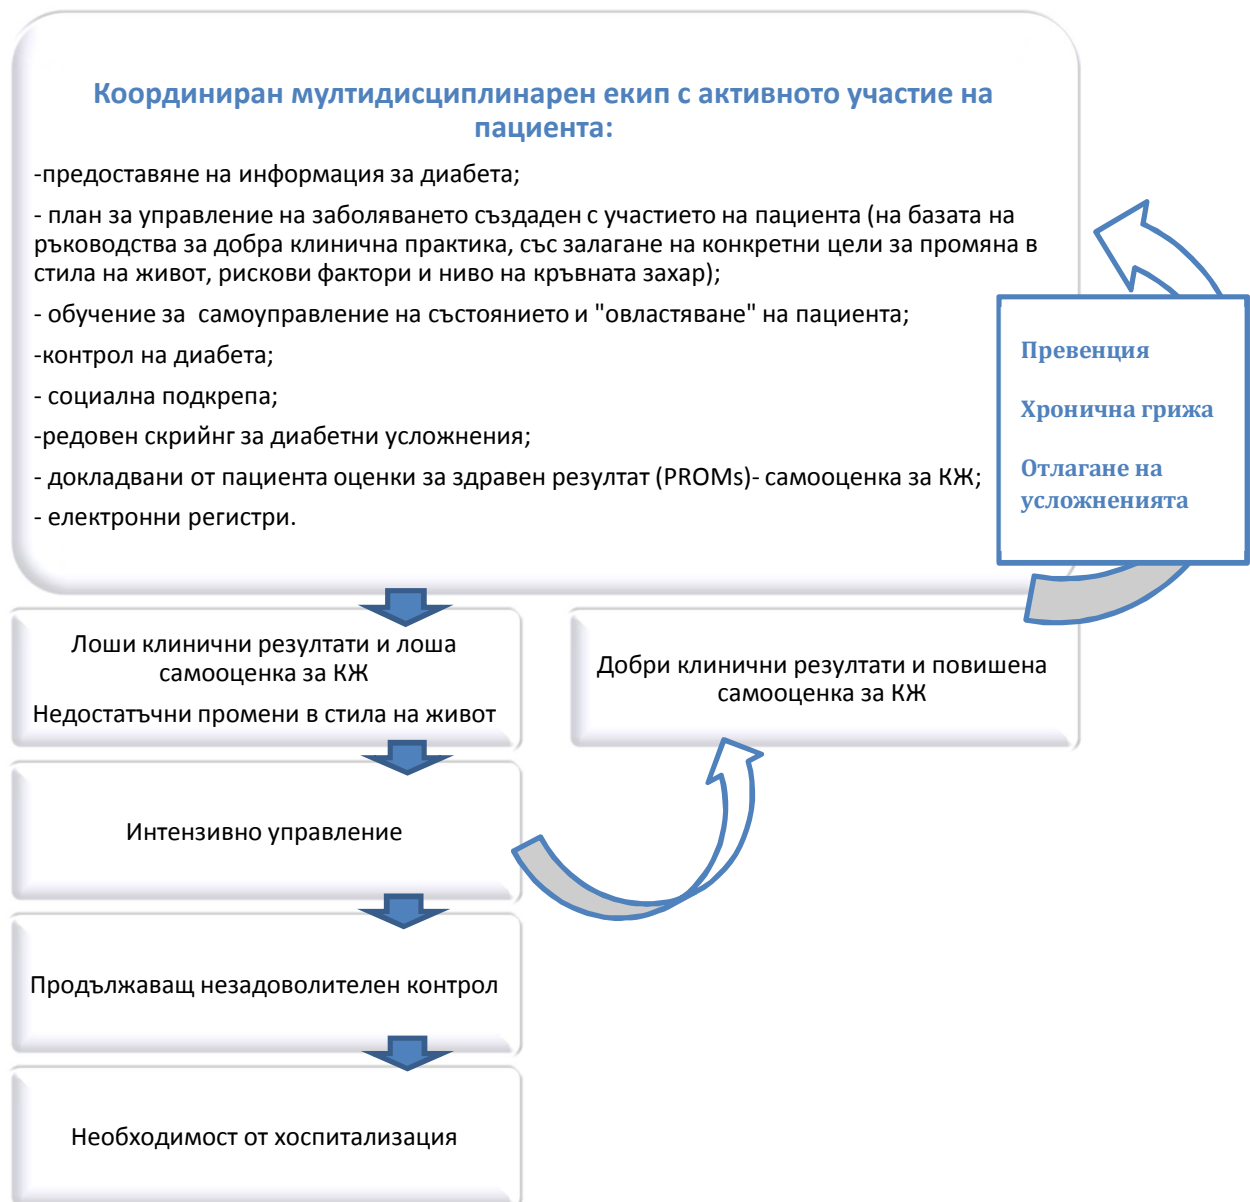 Координиран мултидисциплинарен екип с активното участие на
пациента:
-предоставяне на информация за диабета;
- план за управление на заболяването създаден с участието на пациента (на базата на
ръководства за добра клинична практика, със залагане на конкретни цели за промяна в
стила на живот, рискови фактори и ниво на кръвната захар);
- обучение за  самоуправление на състоянието и "овластяване" на пациента;
-контрол на диабета;
- социална подкрепа;
-редовен скрийнг за диабетни усложнения;
- докладвани от пациента оценки за здравен резултат (PROMs)- самооценка за КЖ;
- електронни регистри.
Превенция
Хронична грижа
Отлагане на
усложненията
Лоши клинични резултати и лоша
самооценка за КЖ
Недостатъчни промени в стила на живот
Добри клинични резултати и повишена
самооценка за КЖ
Интензивно управление
Продължаващ незадоволителен контрол
Необходимост от хоспитализация